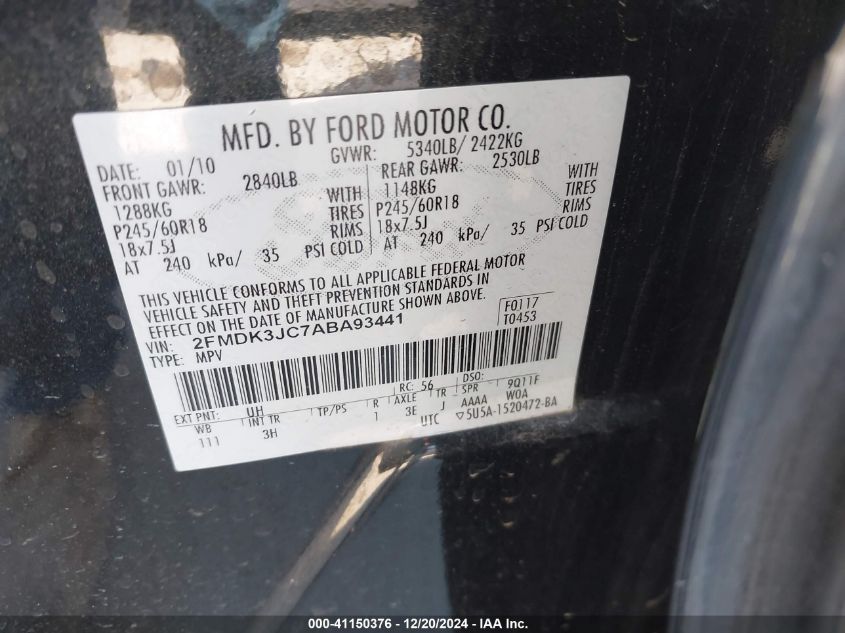 MFD. BY FORD MOTOR CO.
DATE: 01/10 GVWR: 5340LB/ 2422KG
FRONT GAWR: 2840LB REAR GAWR: 2530LB
1288KG WITH 1148KG WITH
P245/60R18 TIRES P245/60R18 TIRES
18x7.5J RIMS 18x7.5J RIMS
AT 240 kPa/ 35 PSI COLD AT 240 kPa/ 35 PSI COLD
THIS VEHICLE CONFORMS TO ALL APPLICABLE FEDERAL MOTOR
VEHICLE SAFETY AND THEFT PREVENTION STANDARDS IN
EFFECT ON THE DATE OF MANUFACTURE SHOWN ABOVE.
VIN: 2FMDK3JC7ABA93441 F0117
TYPE: MPV T0453
EXT PNT: UH RC: 56 DSO:
WB INT TR TP/PS R AXLE TR SPR 9Q11F
111 3H 1 3E J AAAA W0A
UTC ▽5U5A-1520472-BA
000-41150376 - 12/20/2024 - IAA Inc.